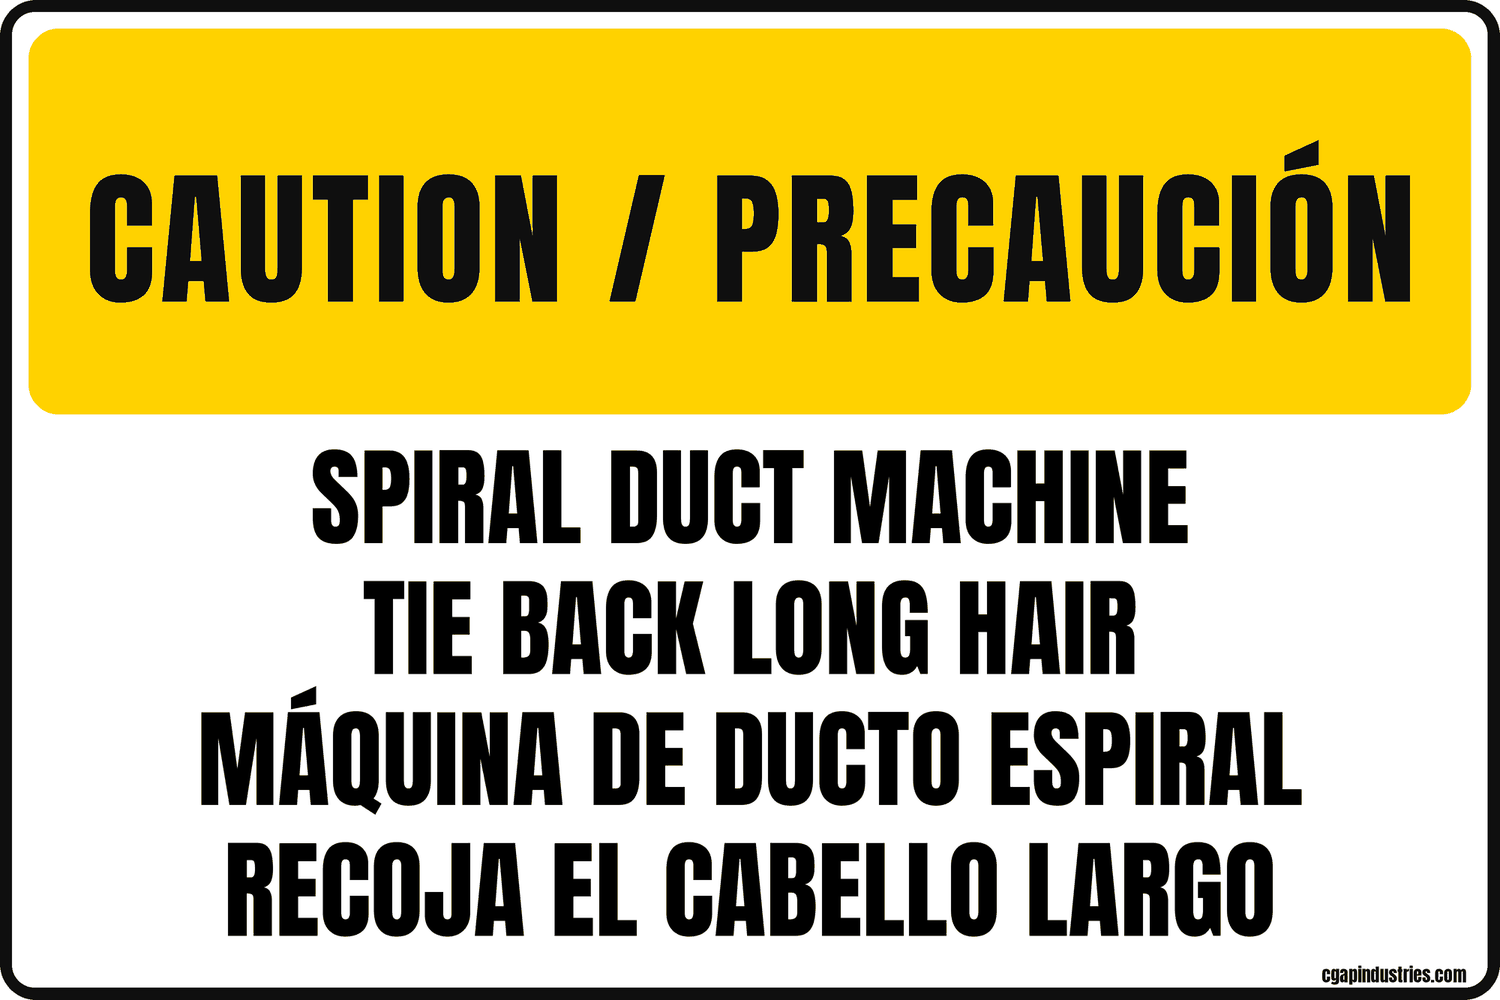 CAUTION / PRECAUCIÓN
SPIRAL DUCT MACHINE
TIE BACK LONG HAIR
MÁQUINA DE DUCTO ESPIRAL
RECOJA EL CABELLO LARGO
cgapindustries.com